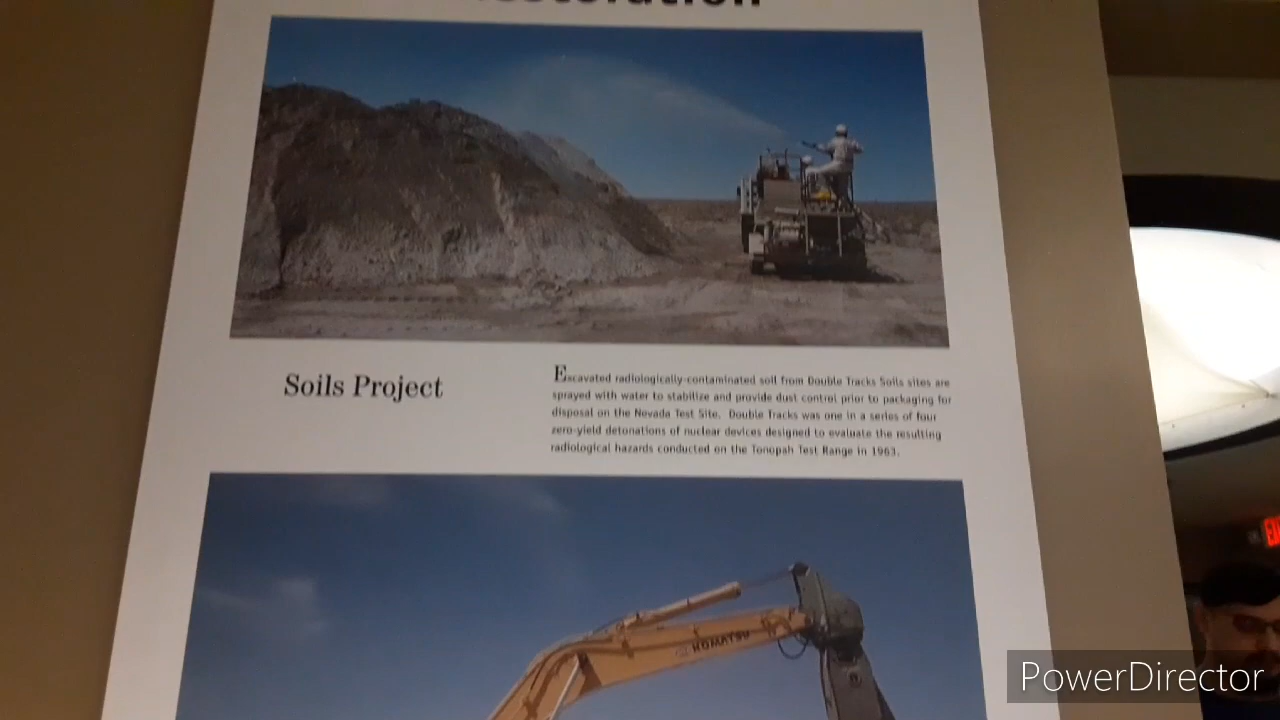 Soils Project
Excavated radiologically-contaminated soil from Double Tracks Soils sites are
sprayed with water to stabilize and provide dust control prior to packaging for
disposal on the Nevada Test Site. Double Tracks was one in a series of four
zero-yield detonations of nuclear devices designed to evaluate the resulting
radiological hazards conducted on the Tonopah Test Range in 1963.
KOMATSU
PowerDirector